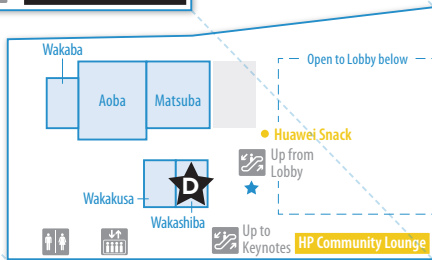 Wakaba
Open to Lobby below
Aoba
Matsuba
Huawei Snack
Up from
Lobby
D
Wakakusa
Wakashiba
Up to
Keynotes
HP Community Lounge